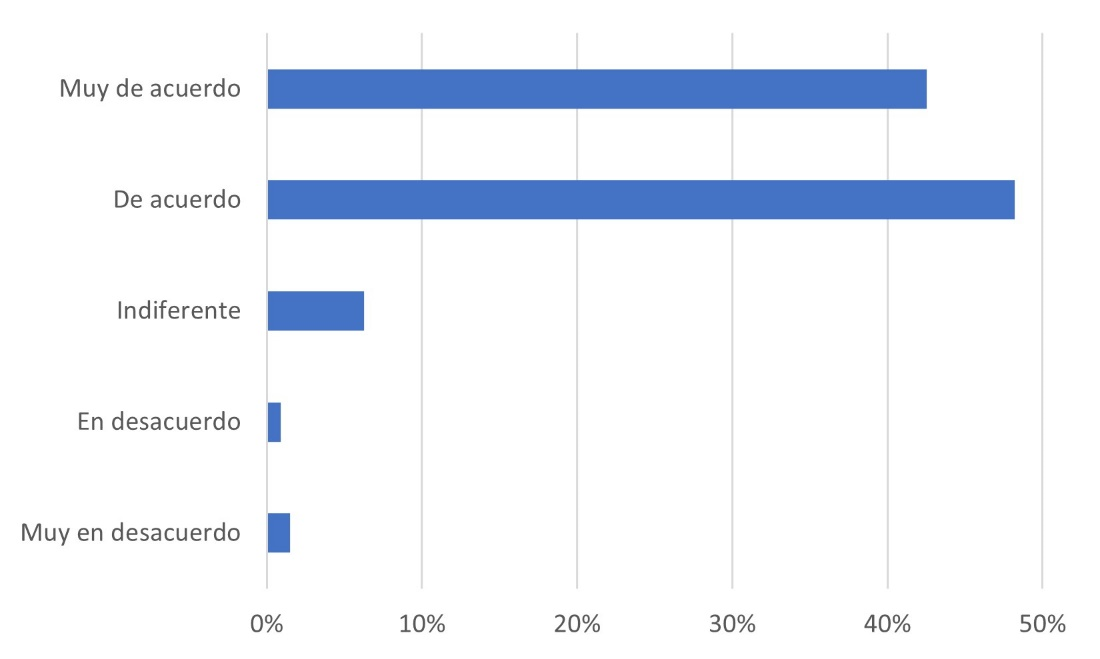 Muy de acuerdo
De acuerdo
Indiferente
En desacuerdo
Muy en desacuerdo
0% 10% 20% 30% 40% 50%